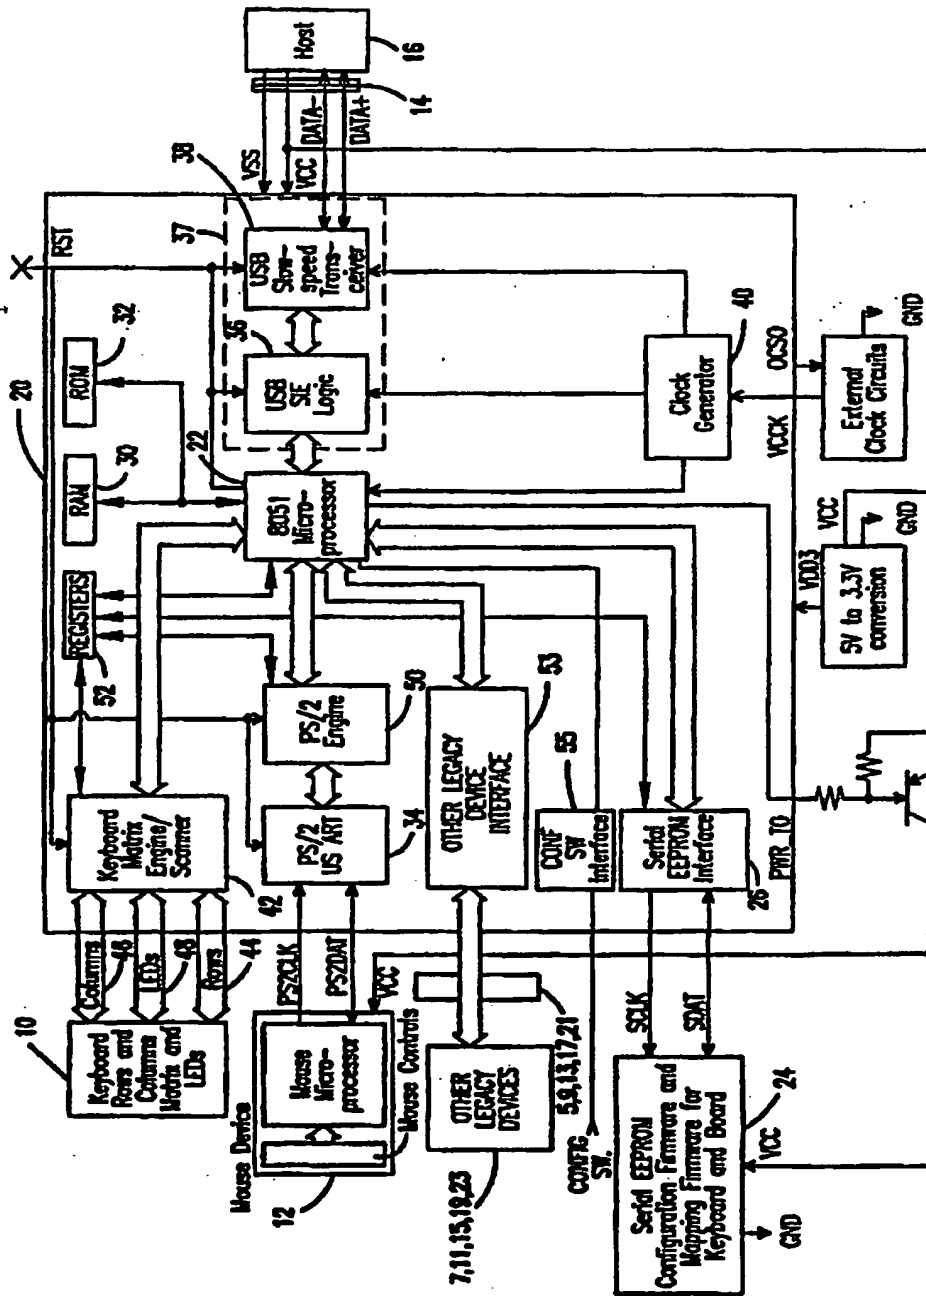 10
Keyboard
Rows and
Columns
Matrix and
LEDs
Columns
46
LEDs
48
Rows
44
Keyboard
Matrix
Engine/
Scanner
42
REGISTERS
52
RAM
30
ROM
32
20
RST
Mouse Device
Mouse
Micro-
processor
Mouse Controls
12
PS2CLK
PS2DAT
VCC
PS/2
US ART
34
PS/2
Engine
50
8051
Micro-
processor
22
USB
SIE
Logic
36
37
USB
Slow-
speed
Trans-
ceiver
38
VSS
VCC
DATA-
DATA+
14
Host
16
OTHER
LEGACY
DEVICES
7,11,15,19,23
5,9,13,17,21
OTHER LEGACY
DEVICE
INTERFACE
53
CONFIG
SW.
CONF
SW
Interface
55
Serial
EEPROM
Interface
26
SCLK
SDAT
Serial EEPROM
Configuration Firmware and
Mapping Firmware for
Keyboard and Board
24
VCC
GND
PWR TO
Clock
Generator
40
VCCK
OCSO
External
Clock Circuits
GND
VDD3
5V to 3.3V
conversion
VCC
GND